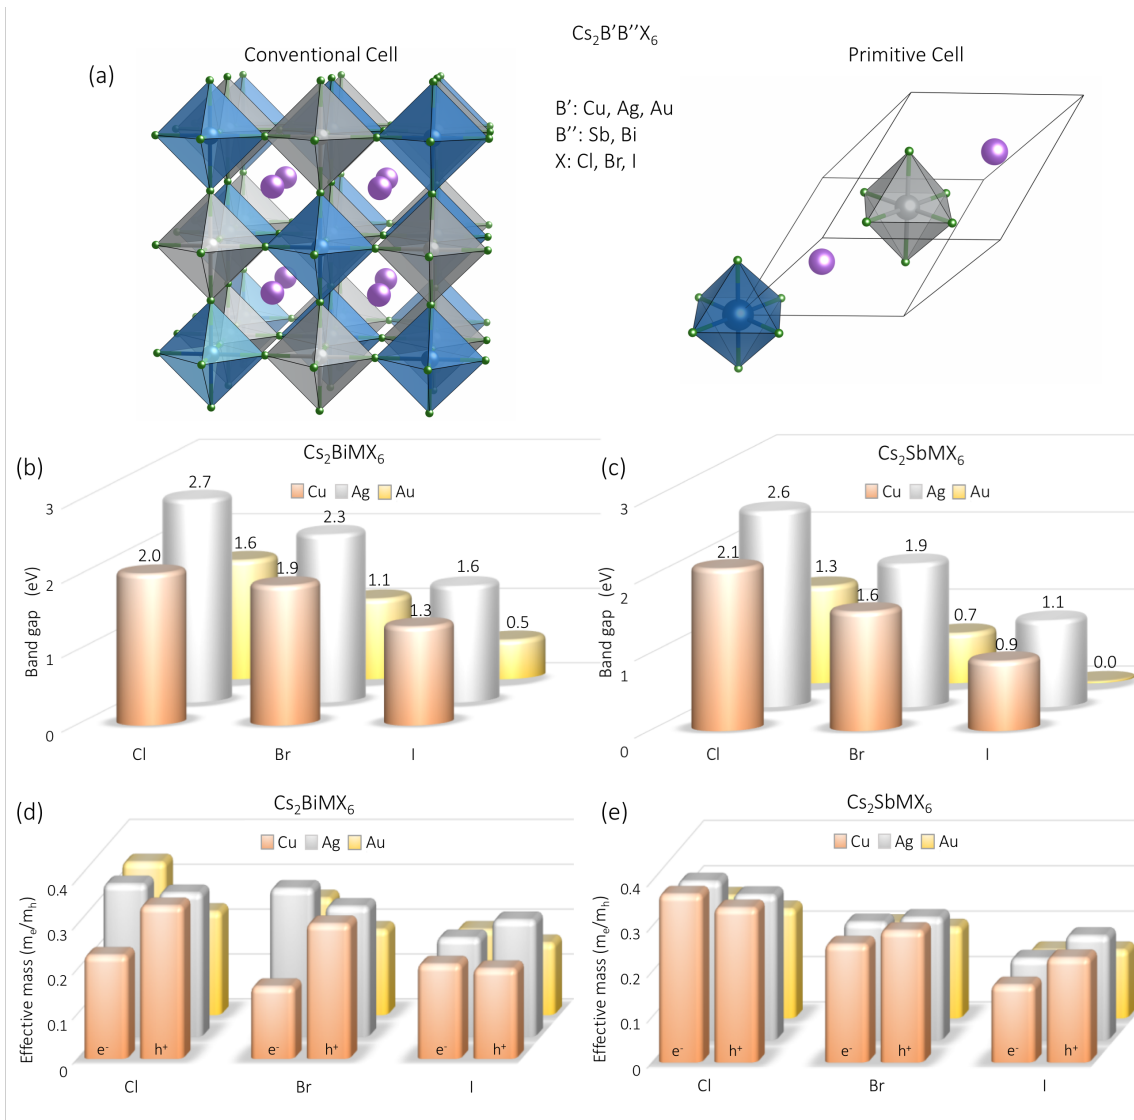 Cs₂B’B’’X₆
Conventional Cell
Primitive Cell
(a)
B’: Cu, Ag, Au
B’’: Sb, Bi
X: Cl, Br, I
(b)
Cs₂BiMX₆
Cu Ag Au
Band gap (eV)
3
2
1
0
2.0
2.7
1.6
1.9
2.3
1.1
1.3
1.6
0.5
Cl Br I
(c)
Cs₂SbMX₆
Cu Ag Au
Band gap (eV)
3
2
1
0
2.1
2.6
1.3
1.6
1.9
0.7
0.9
1.1
0.0
Cl Br I
(d)
Cs₂BiMX₆
Cu Ag Au
Effective mass (mₑ/mₕ)
0.4
0.3
0.2
0.1
0
e⁻ h⁺ e⁻ h⁺ e⁻ h⁺
Cl Br I
(e)
Cs₂SbMX₆
Cu Ag Au
Effective mass (mₑ/mₕ)
0.4
0.3
0.2
0.1
0
e⁻ h⁺ e⁻ h⁺ e⁻ h⁺
Cl Br I